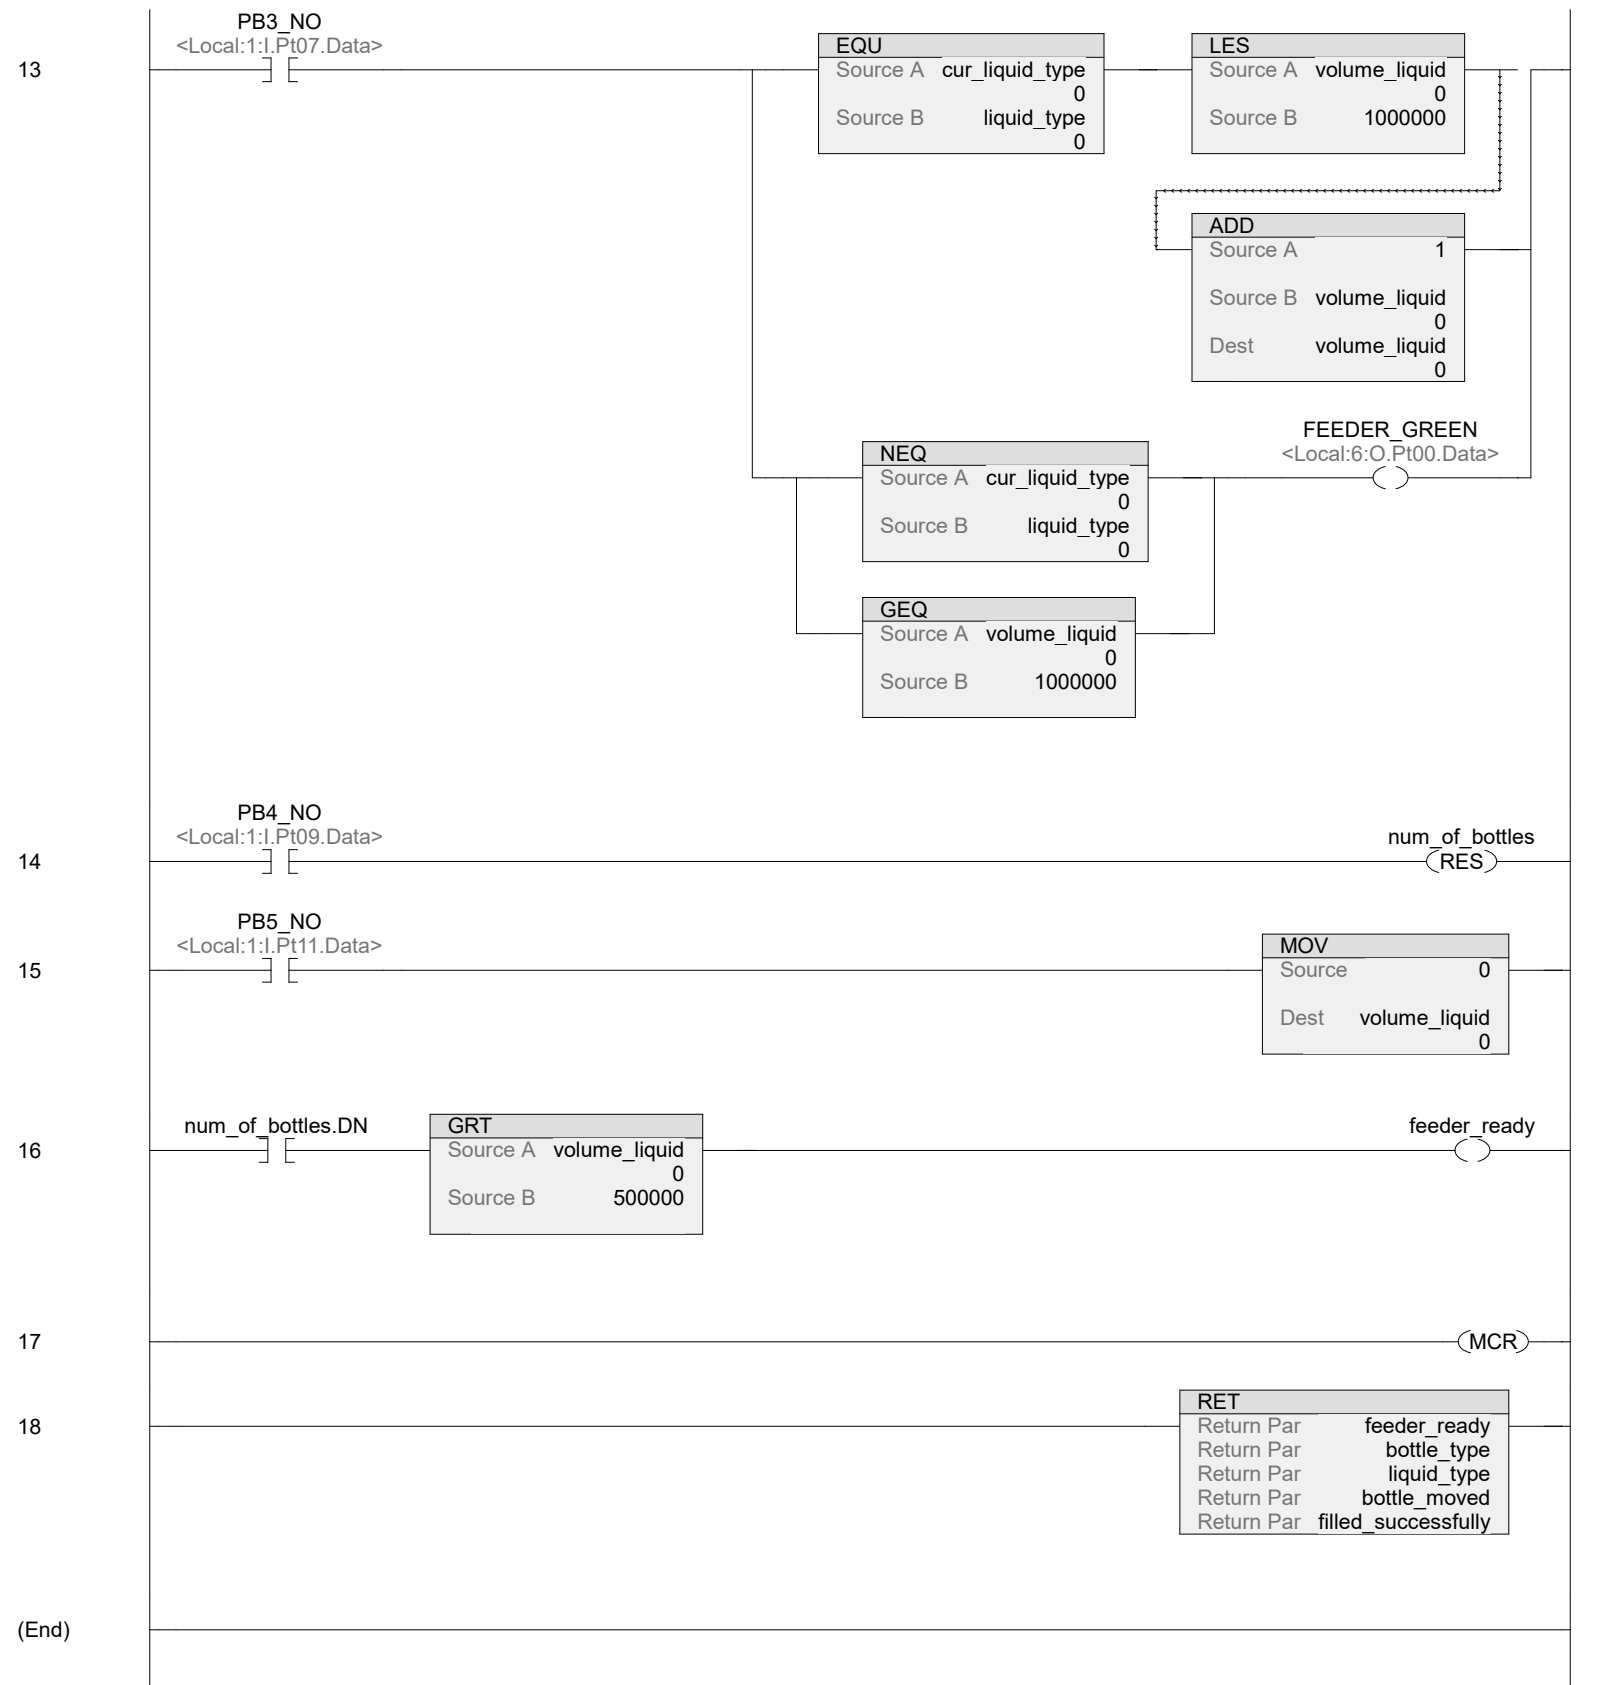 PB3_NO
<Local:1:I.Pt07.Data>
13
EQU
Source A cur_liquid_type
0
Source B liquid_type
0
LES
Source A volume_liquid
0
Source B 1000000
ADD
Source A 1
Source B volume_liquid
0
Dest volume_liquid
0
NEQ
Source A cur_liquid_type
0
Source B liquid_type
0
FEEDER_GREEN
<Local:6:O.Pt00.Data>
GEQ
Source A volume_liquid
0
Source B 1000000
PB4_NO
<Local:1:I.Pt09.Data>
14
num_of_bottles
RES
PB5_NO
<Local:1:I.Pt11.Data>
15
MOV
Source 0
Dest volume_liquid
0
num_of_bottles.DN
16
GRT
Source A volume_liquid
0
Source B 500000
feeder_ready
17
MCR
18
RET
Return Par feeder_ready
Return Par bottle_type
Return Par liquid_type
Return Par bottle_moved
Return Par filled_successfully
(End)